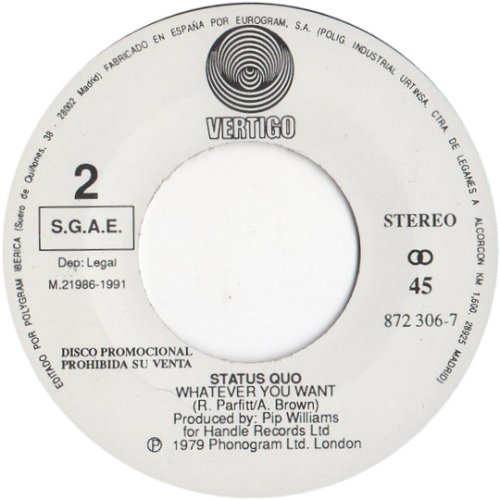 EDITADO POR POLYGRAM IBERICA (Suero de Quiñones, 38 - 28002 Madrid) FABRICADO EN ESPAÑA POR EUROGRAM, S.A. (POLIG. INDUSTRIAL URTINSA, CTRA. DE LEGANES A ALCORCON KM 1,600. 28925 MADRID)
VERTIGO
2
S.G.A.E.
Dep: Legal
M.21986-1991
STEREO
45
872 306-7
DISCO PROMOCIONAL
PROHIBIDA SU VENTA
STATUS QUO
WHATEVER YOU WANT
(R. Parfitt/A. Brown)
Produced by: Pip Williams
for Handle Records Ltd
℗ 1979 Phonogram Ltd. London